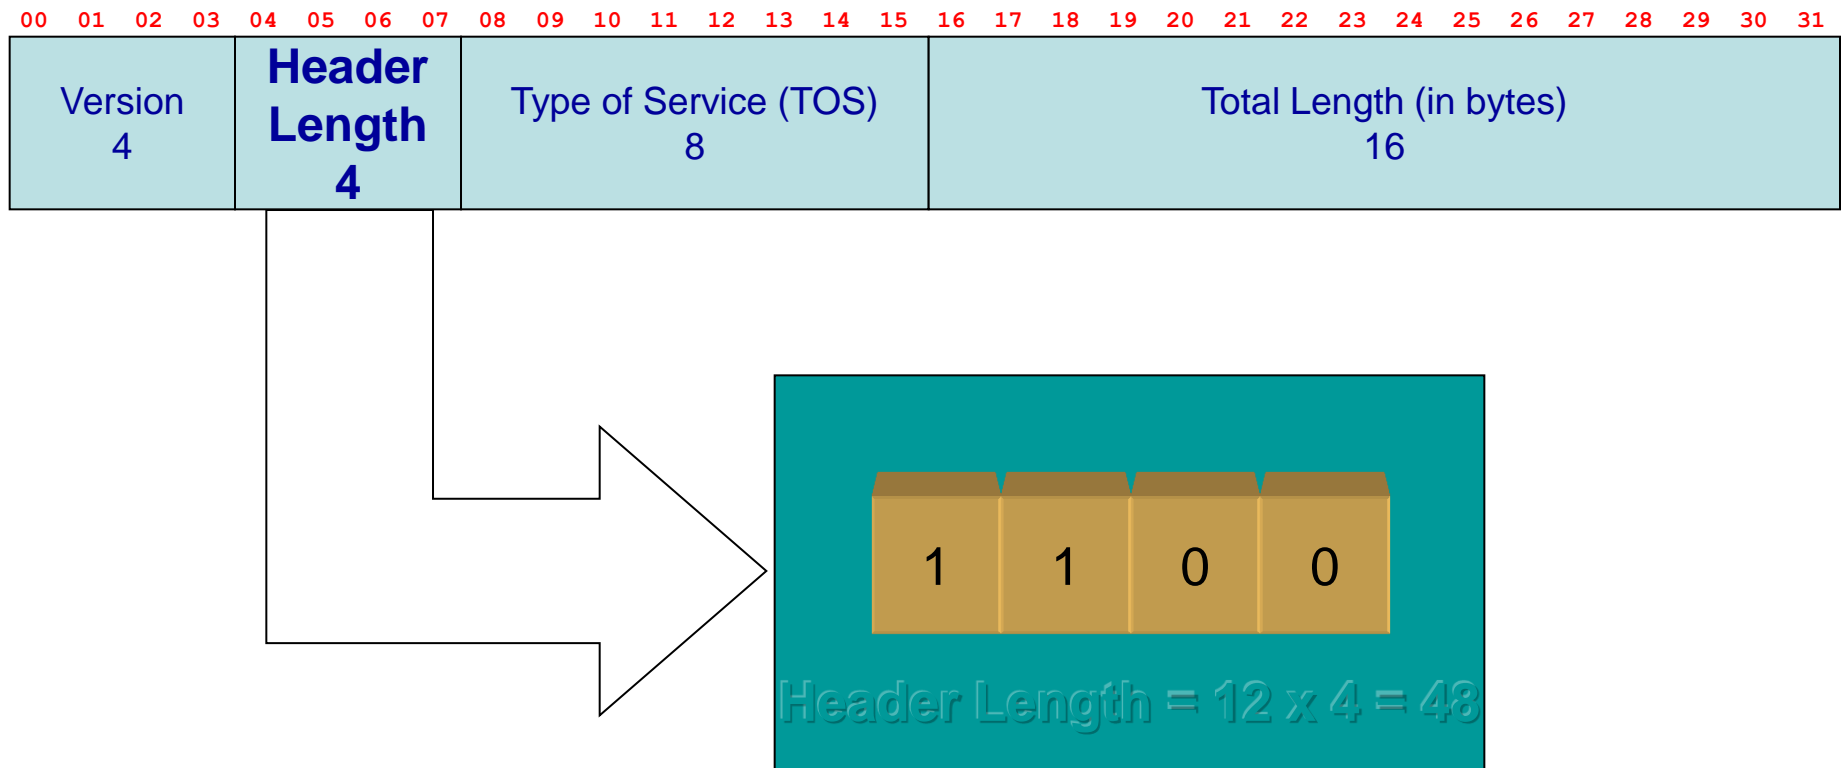 00 01 02 03 04 05 06 07 08 09 10 11 12 13 14 15 16 17 18 19 20 21 22 23 24 25 26 27 28 29 30 31
Version
4
Header
Length
4
Type of Service (TOS)
8
Total Length (in bytes)
16
1 1 0 0
Header Length = 12 x 4 = 48